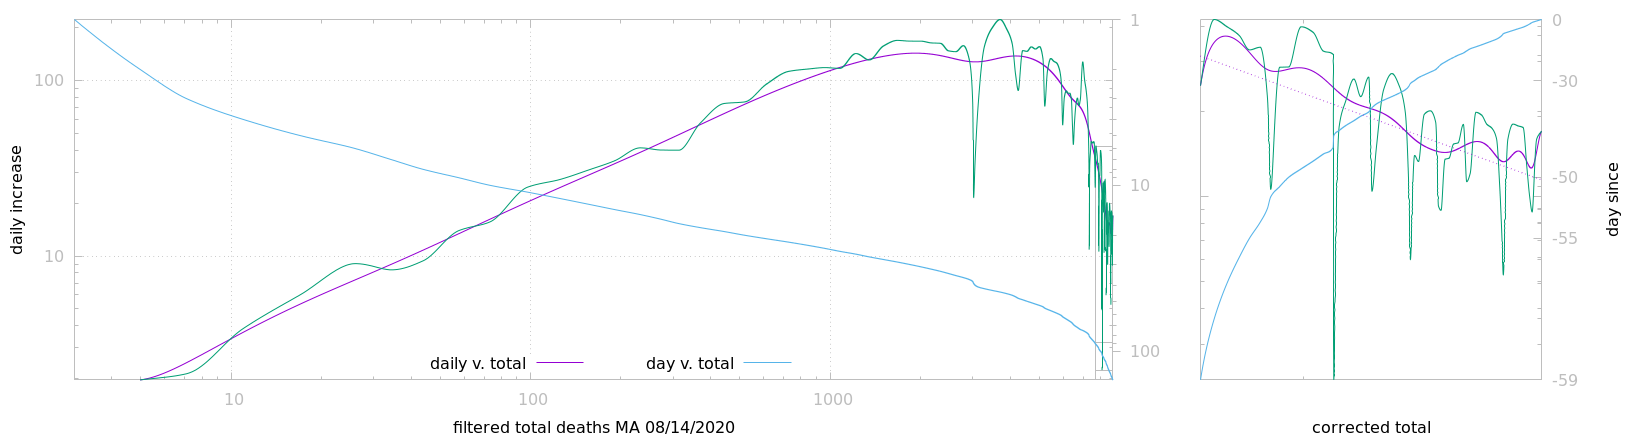 1
0
100
-30
10
-50
daily increase
day since
10
-55
daily v. total
day v. total
100
-59
10
100
1000
filtered total deaths MA 08/14/2020
corrected total